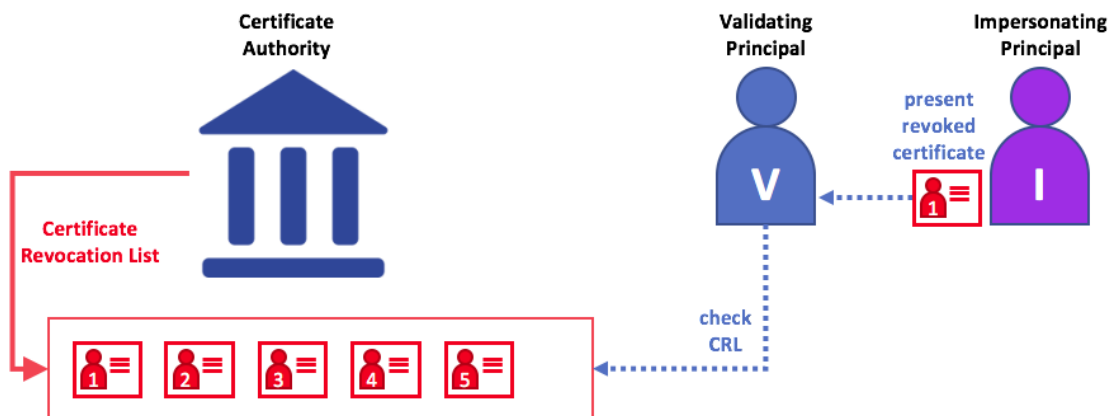 Certificate
Authority
Validating
Principal
Impersonating
Principal
present
revoked
certificate
V
1
I
Certificate
Revocation List
check
CRL
1
2
3
4
5